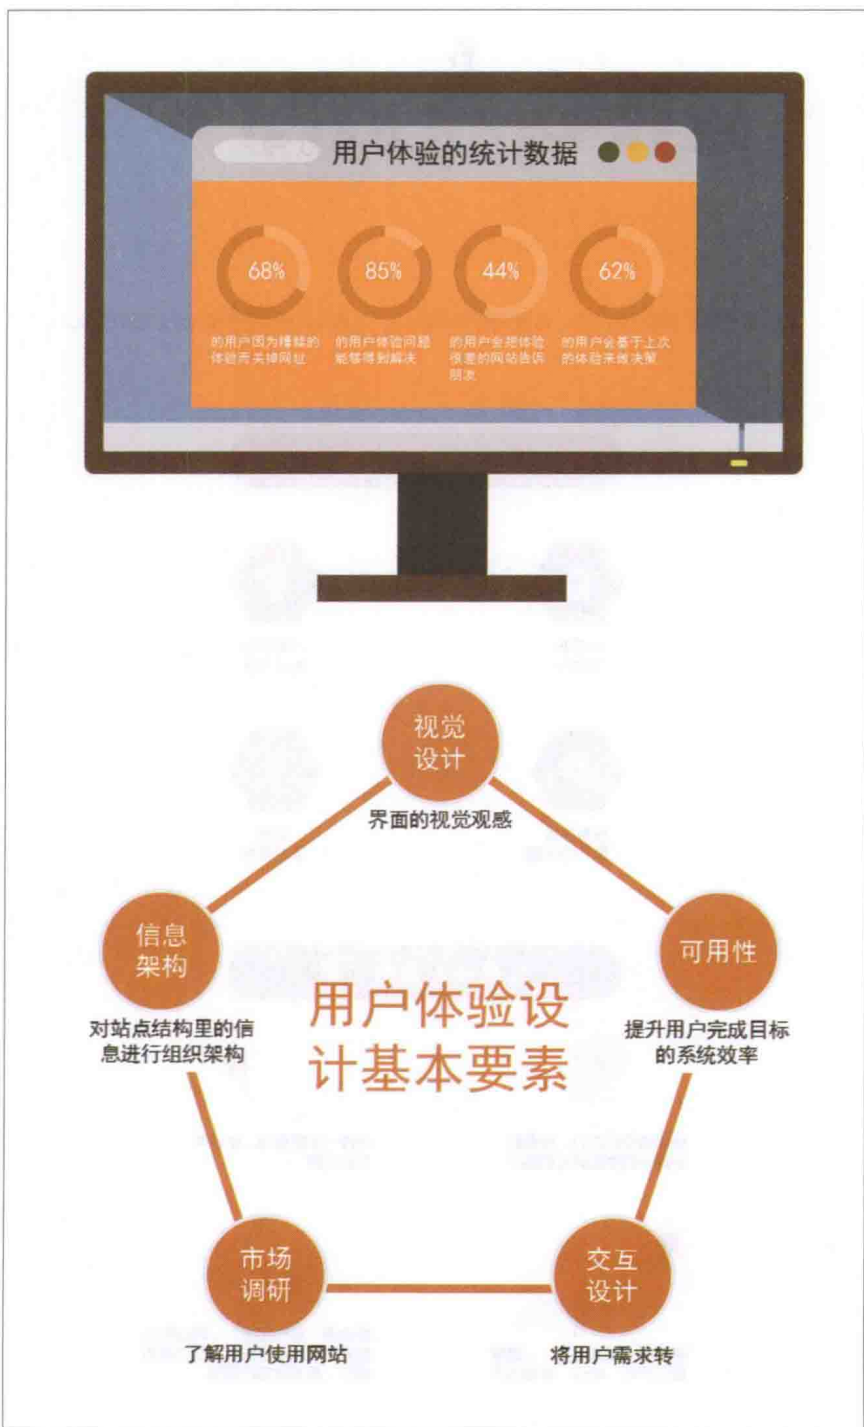 用户体验的统计数据
68%
的用户因为糟糕的
体验而关掉网址
85%
的用户体验问题
能够得到解决
44%
的用户会把体验
很差的网站告诉
朋友
62%
的用户会基于上次
的体验来做决策
视觉
设计
界面的视觉观感
可用性
提升用户完成目标
的系统效率
交互
设计
将用户需求转
市场
调研
了解用户使用网站
信息
架构
对站点结构里的信
息进行组织架构
用户体验设
计基本要素